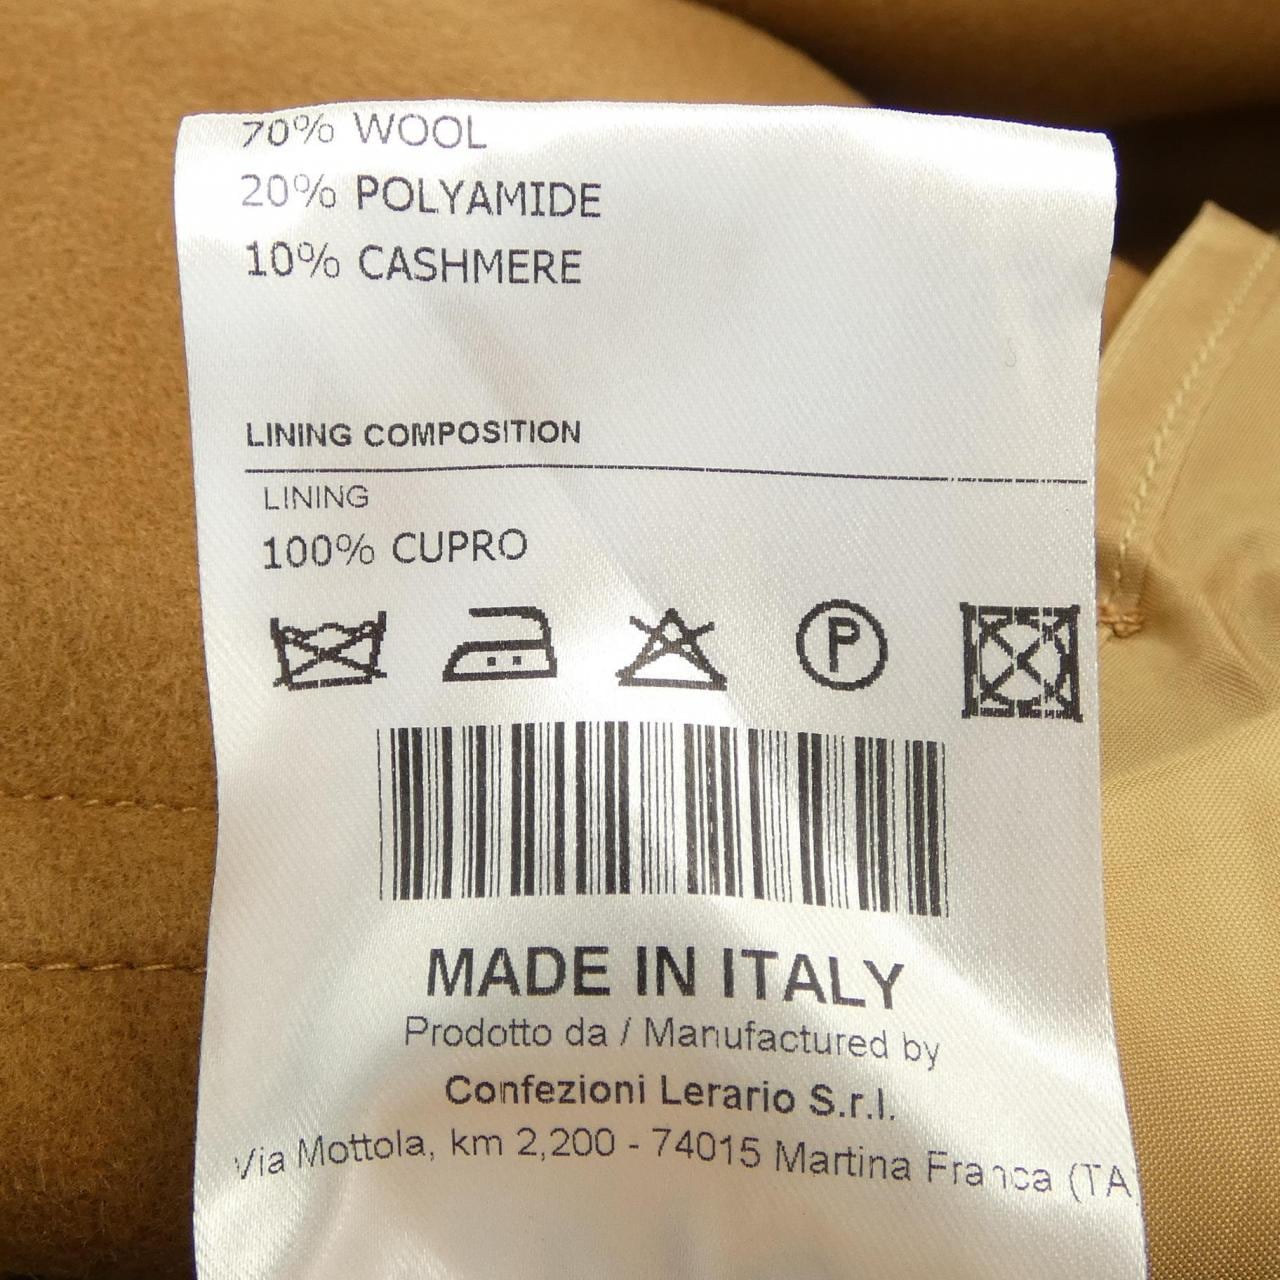 70% WOOL
20% POLYAMIDE
10% CASHMERE
LINING COMPOSITION
LINING
100% CUPRO
P
MADE IN ITALY
Prodotto da / Manufactured by
Confezioni Lerario S.r.l.
Via Mottola, km 2,200 - 74015 Martina Franca (TA)